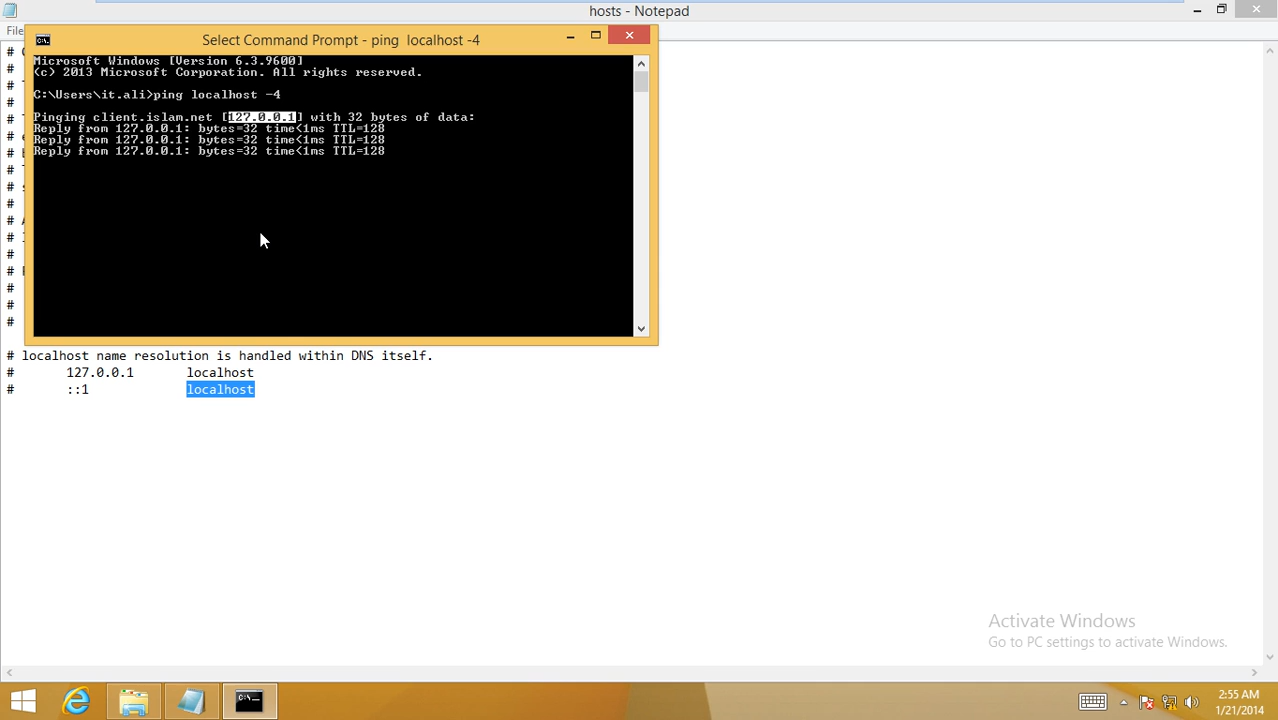 hosts - Notepad
File
Select Command Prompt - ping localhost -4
Microsoft Windows [Version 6.3.9600]
(c) 2013 Microsoft Corporation. All rights reserved.
C:\Users\it.ali>ping localhost -4
Pinging client.islam.net [127.0.0.1] with 32 bytes of data:
Reply from 127.0.0.1: bytes=32 time<1ms TTL=128
Reply from 127.0.0.1: bytes=32 time<1ms TTL=128
Reply from 127.0.0.1: bytes=32 time<1ms TTL=128
# localhost name resolution is handled within DNS itself.
# 127.0.0.1 localhost
# ::1 localhost
Activate Windows
Go to PC settings to activate Windows.
2:55 AM
1/21/2014